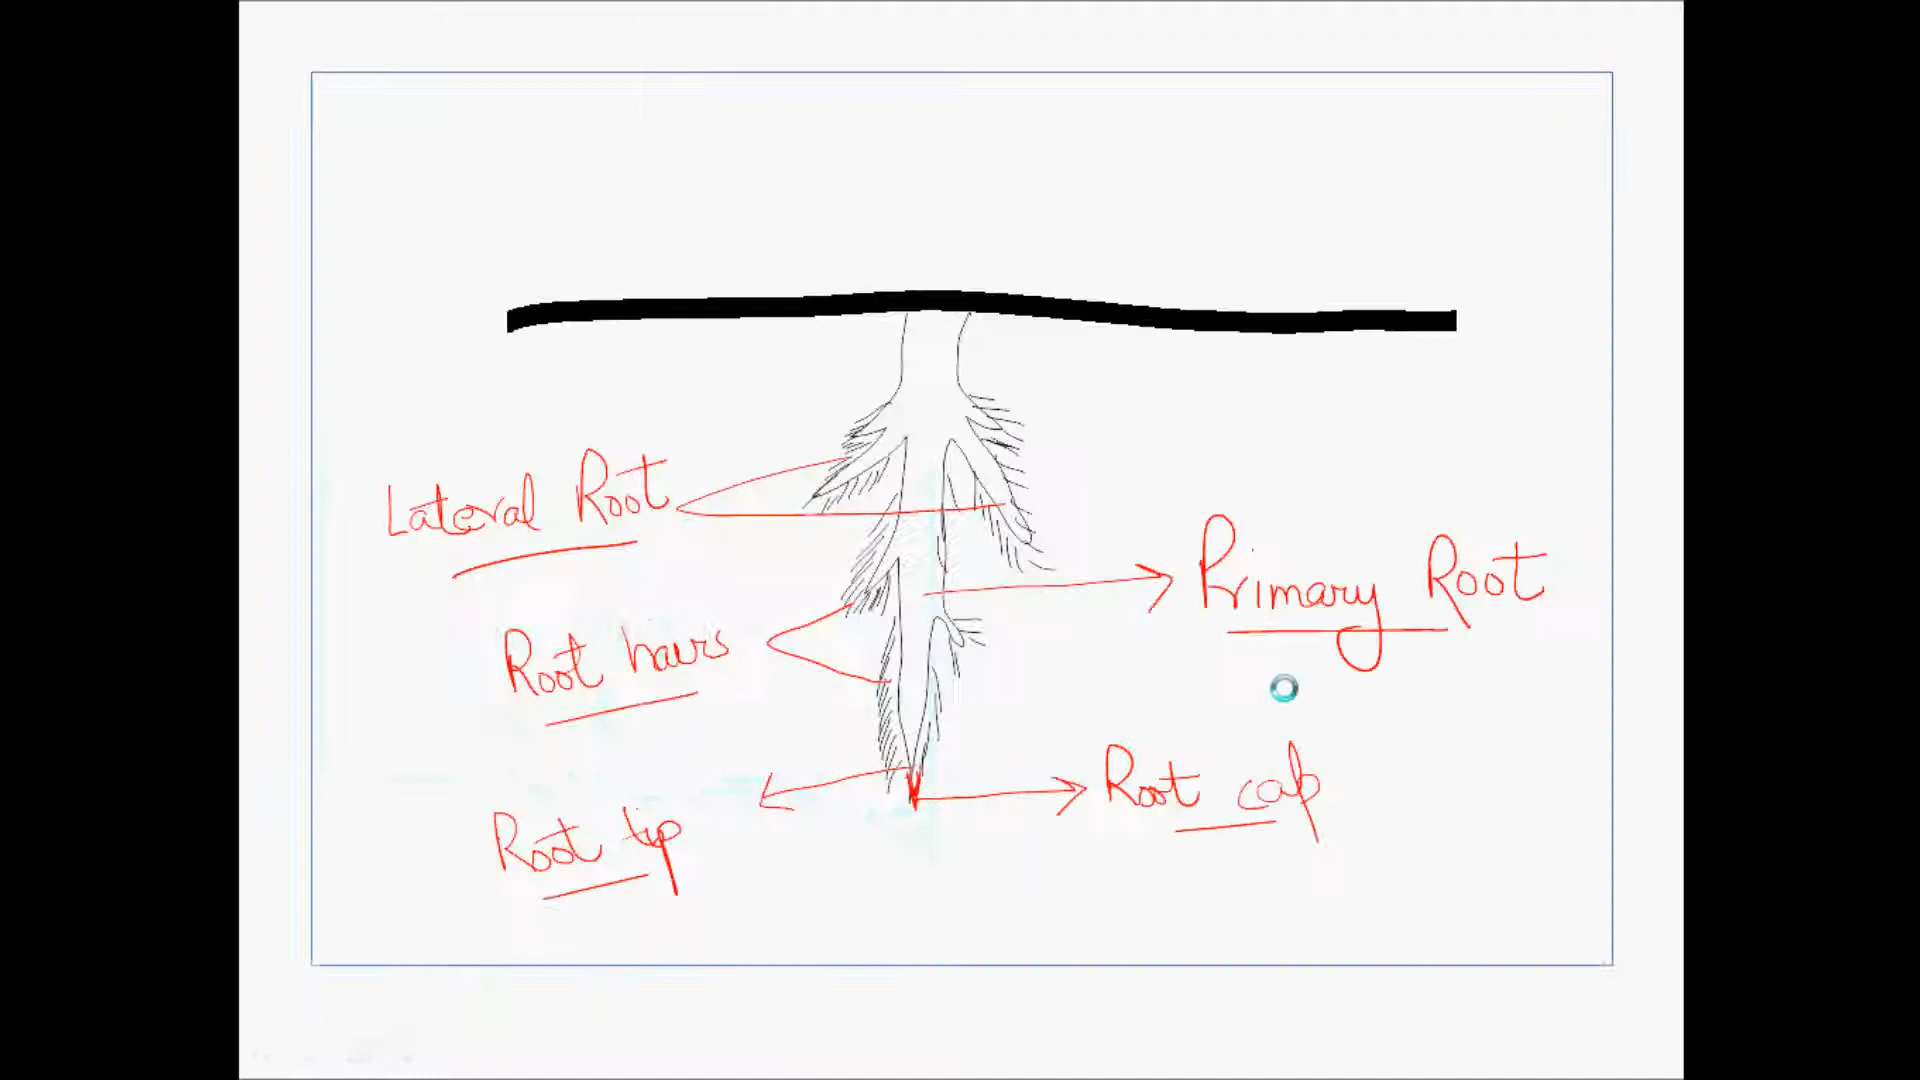 Lateral Root
Primary Root
Root hairs
Root cap
Root tip